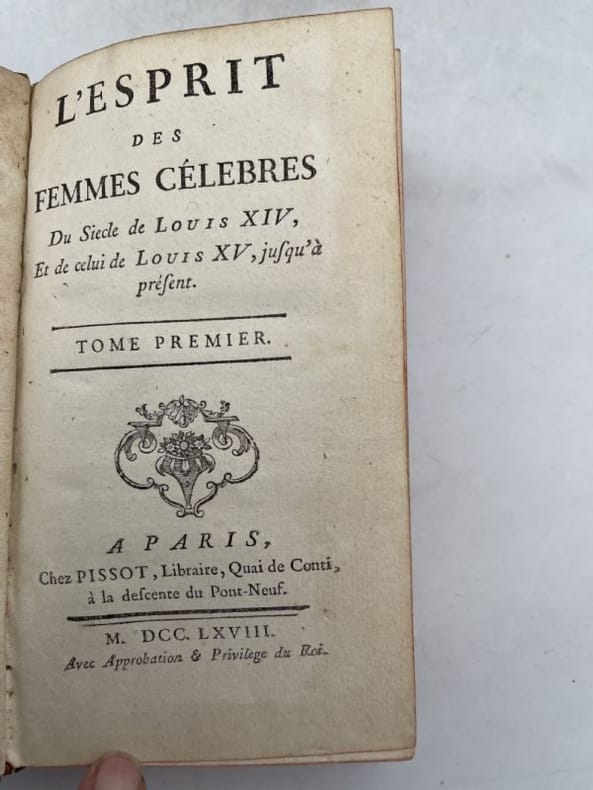 L'ESPRIT
DES
FEMMES CÉLEBRES
Du Siecle de LOUIS XIV,
Et de celui de LOUIS XV, juſqu'à
préſent.
TOME PREMIER.
A PARIS,
Chez PISSOT, Libraire, Quai de Conti,
à la deſcente du Pont-Neuf.
M. DCC. LXVIII.
Avec Approbation & Privilege du Roi.